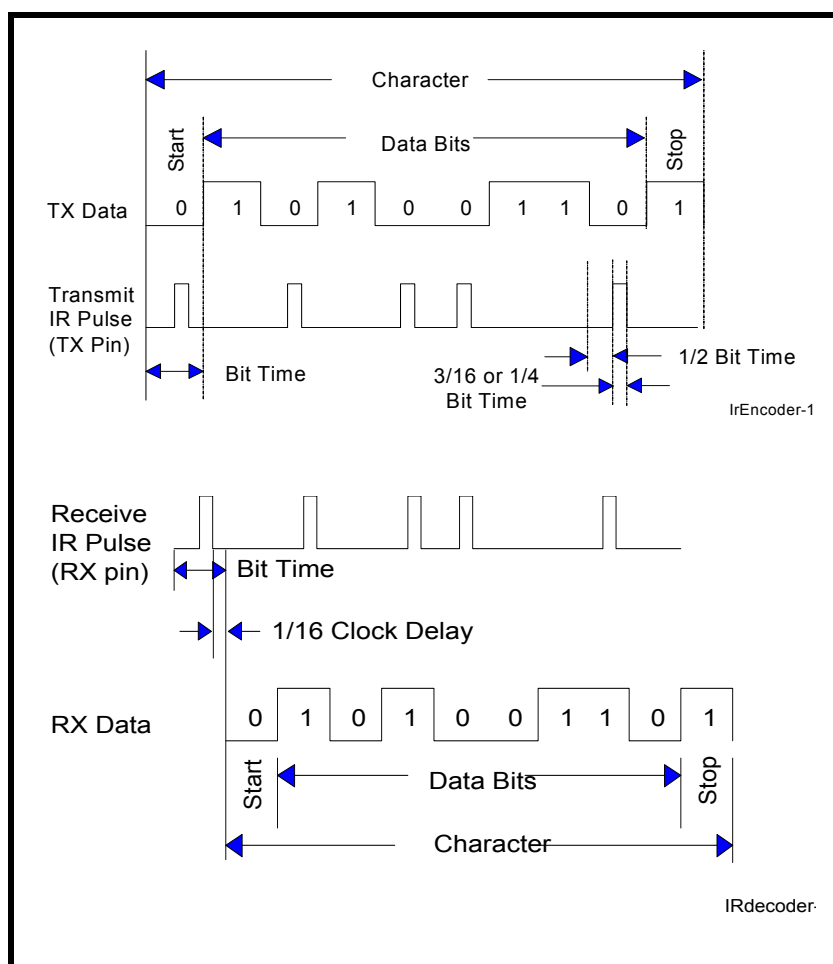 Character
Start
Data Bits
Stop
TX Data
0 1 0 1 0 0 1 1 0 1
Transmit
IR Pulse
(TX Pin)
Bit Time
3/16 or 1/4
Bit Time
1/2 Bit Time
IrEncoder-1
Receive
IR Pulse
(RX pin)
Bit Time
1/16 Clock Delay
RX Data
0 1 0 1 0 0 1 1 0 1
Start
Data Bits
Stop
Character
IRdecoder-